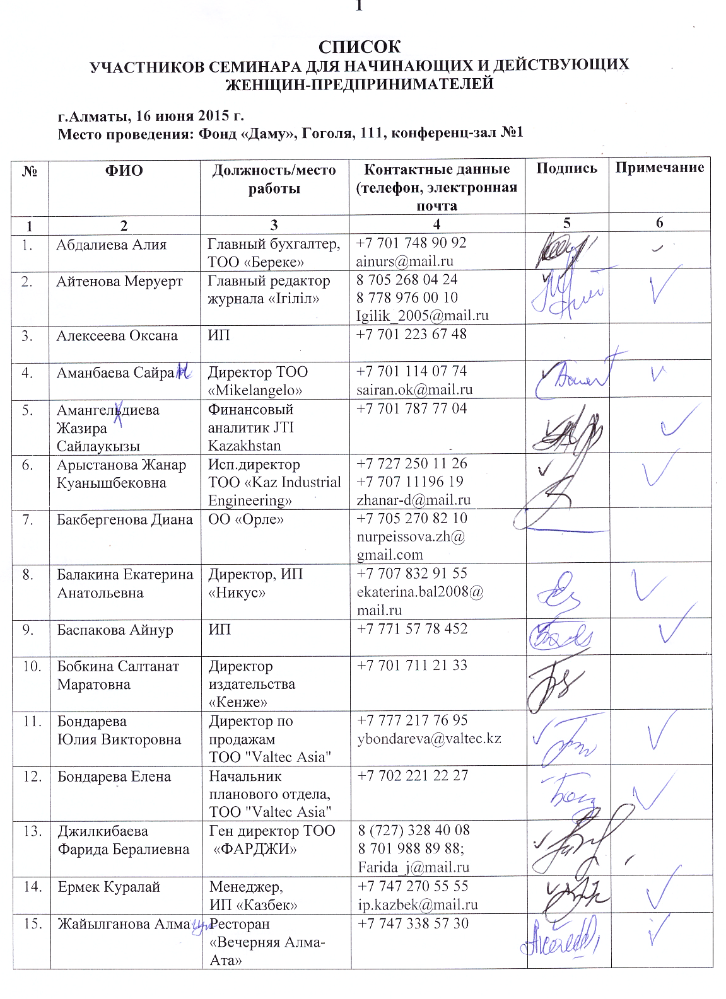 1
СПИСОК
УЧАСТНИКОВ СЕМИНАРА ДЛЯ НАЧИНАЮЩИХ И ДЕЙСТВУЮЩИХ
ЖЕНЩИН-ПРЕДПРИНИМАТЕЛЕЙ
г.Алматы, 16 июня 2015 г.
Место проведения: Фонд «Даму», Гоголя, 111, конференц-зал №1
№ ФИО Должность/место работы Контактные данные (телефон, электронная почта Подпись Примечание
1 2 3 4 5 6
1. Абдалиева Алия Главный бухгалтер, +7 701 748 90 92
ТОО «Береке» ainurs@mail.ru
2. Айтенова Меруерт Главный редактор 8 705 268 04 24
журнала «Ігіліл» 8 778 976 00 10
Igilik_2005@mail.ru
3. Алексеева Оксана ИП +7 701 223 67 48
4. Аманбаева Сайран Директор ТОО +7 701 114 07 74
«Mikelangelo» sairan.ok@mail.ru
5. Амангельдиева Финансовый +7 701 787 77 04
Жазира аналитик JTI
Сайлаукызы Kazakhstan
6. Арыстанова Жанар Исп.директор +7 727 250 11 26
Куанышбековна ТОО «Kaz Industrial +7 707 11196 19
Engineering» zhanar-d@mail.ru
7. Бакбергенова Диана ОО «Орле» +7 705 270 82 10
nurpeissova.zh@
gmail.com
8. Балакина Екатерина Директор, ИП +7 707 832 91 55
Анатольевна «Никус» ekaterina.bal2008@
mail.ru
9. Баспакова Айнур ИП +7 771 57 78 452
10. Бобкина Салтанат Директор +7 701 711 21 33
Маратовна издательства
«Кенже»
11. Бондарева Директор по +7 777 217 76 95
Юлия Викторовна продажам ybondareva@valtec.kz
ТОО "Valtec Asia"
12. Бондарева Елена Начальник +7 702 221 22 27
планового отдела,
ТОО "Valtec Asia"
13. Джилкибаева Ген директор ТОО 8 (727) 328 40 08
Фарида Бералиевна «ФАРДЖИ» 8 701 988 89 88;
Farida_j@mail.ru
14. Ермек Куралай Менеджер, +7 747 270 55 55
ИП «Казбек» ip.kazbek@mail.ru
15. Жайылганова Алмагул Ресторан +7 747 338 57 30
«Вечерняя Алма-
Ата»